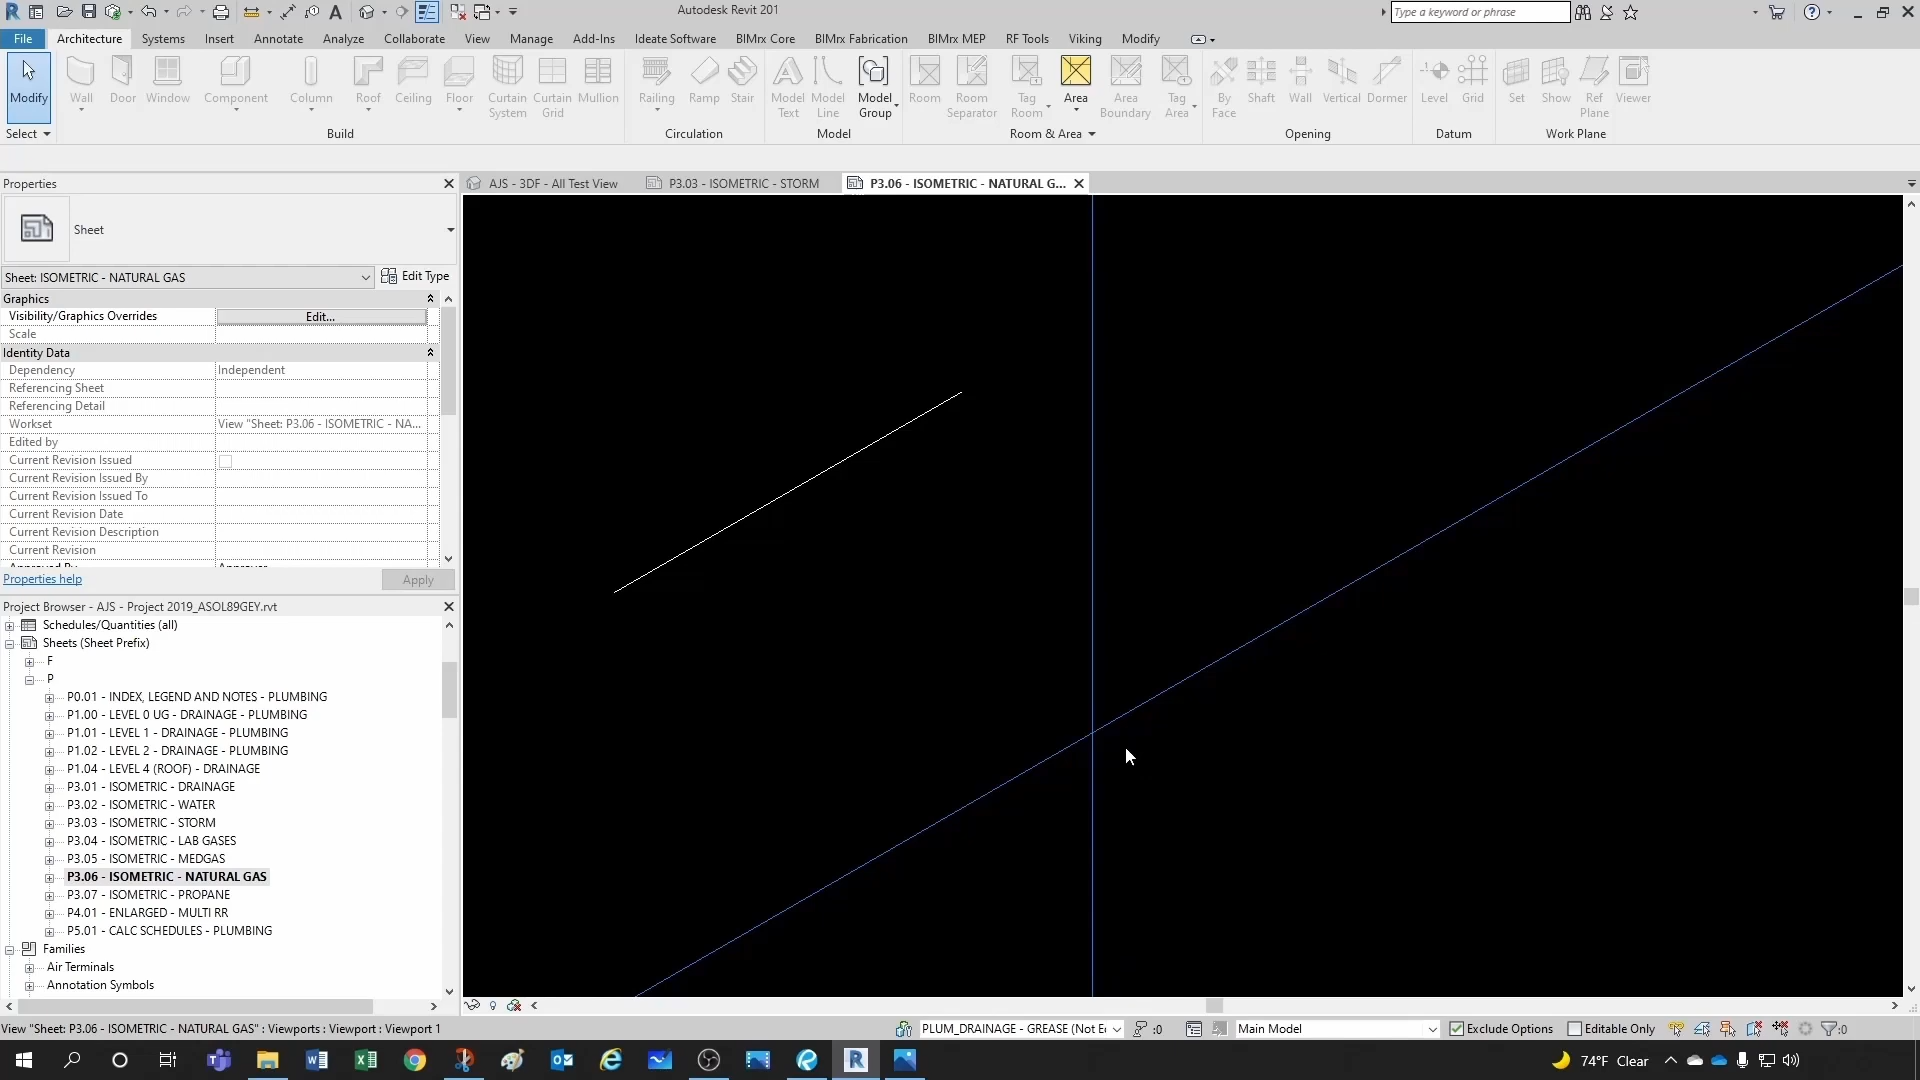 Autodesk Revit 201
Type a keyword or phrase
File Architecture Systems Insert Annotate Analyze Collaborate View Manage Add-Ins Ideate Software BIMrx Core BIMrx Fabrication BIMrx MEP RF Tools Viking Modify
Modify Wall Door Window Component Column Roof Ceiling Floor Curtain System Curtain Grid Mullion Railing Ramp Stair Model Text Model Line Model Group Room Room Separator Tag Room Area Area Boundary Tag Area By Face Shaft Wall Vertical Dormer Level Grid Set Show Ref Plane Viewer
Select Build Circulation Model Room & Area Opening Datum Work Plane
Properties
AJS - 3DF - All Test View P3.03 - ISOMETRIC - STORM P3.06 - ISOMETRIC - NATURAL G...
Sheet
Sheet: ISOMETRIC - NATURAL GAS Edit Type
Graphics
Visibility/Graphics Overrides Edit...
Scale
Identity Data
Dependency Independent
Referencing Sheet
Referencing Detail
Workset View "Sheet: P3.06 - ISOMETRIC - NA...
Edited by
Current Revision Issued
Current Revision Issued By
Current Revision Issued To
Current Revision Date
Current Revision Description
Current Revision
Properties help Apply
Project Browser - AJS - Project 2019_ASOL89GEY.rvt
Schedules/Quantities (all)
Sheets (Sheet Prefix)
F
P
P0.01 - INDEX, LEGEND AND NOTES - PLUMBING
P1.00 - LEVEL 0 UG - DRAINAGE - PLUMBING
P1.01 - LEVEL 1 - DRAINAGE - PLUMBING
P1.02 - LEVEL 2 - DRAINAGE - PLUMBING
P1.04 - LEVEL 4 (ROOF) - DRAINAGE
P3.01 - ISOMETRIC - DRAINAGE
P3.02 - ISOMETRIC - WATER
P3.03 - ISOMETRIC - STORM
P3.04 - ISOMETRIC - LAB GASES
P3.05 - ISOMETRIC - MEDGAS
P3.06 - ISOMETRIC - NATURAL GAS
P3.07 - ISOMETRIC - PROPANE
P4.01 - ENLARGED - MULTI RR
P5.01 - CALC SCHEDULES - PLUMBING
Families
Air Terminals
Annotation Symbols
View "Sheet: P3.06 - ISOMETRIC - NATURAL GAS" : Viewports : Viewport : Viewport 1 PLUM_DRAINAGE - GREASE (Not E :0 Main Model Exclude Options Editable Only :0
74°F Clear